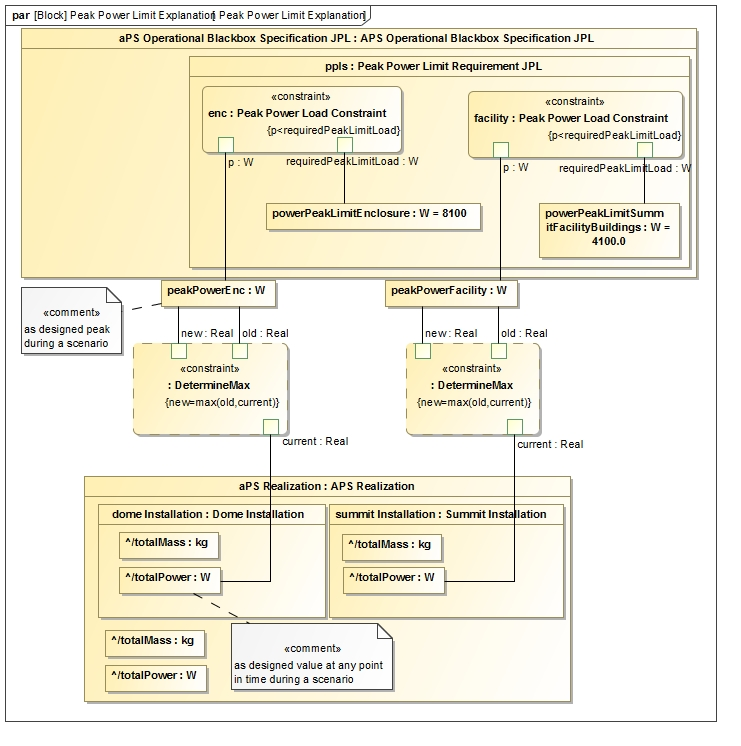 par [Block] Peak Power Limit Explanation[ Peak Power Limit Explanation]
aPS Operational Blackbox Specification JPL : APS Operational Blackbox Specification JPL
ppls : Peak Power Limit Requirement JPL
«constraint»
enc : Peak Power Load Constraint
{p<requiredPeakLimitLoad}
p : W
requiredPeakLimitLoad : W
«constraint»
facility : Peak Power Load Constraint
{p<requiredPeakLimitLoad}
p : W
requiredPeakLimitLoad : W
powerPeakLimitEnclosure : W = 8100
powerPeakLimitSumm
itFacilityBuildings : W =
4100.0
peakPowerEnc : W
peakPowerFacility : W
«comment»
as designed peak
during a scenario
new : Real
old : Real
new : Real
old : Real
«constraint»
: DetermineMax
{new=max(old,current)}
current : Real
«constraint»
: DetermineMax
{new=max(old,current)}
current : Real
aPS Realization : APS Realization
dome Installation : Dome Installation
^/totalMass : kg
^/totalPower : W
summit Installation : Summit Installation
^/totalMass : kg
^/totalPower : W
^/totalMass : kg
^/totalPower : W
«comment»
as designed value at any point
in time during a scenario